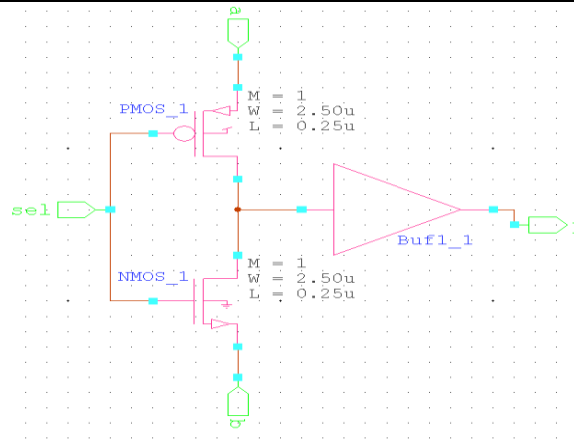 a
M = 1
PMOS_1
W = 2.50u
L = 0.25u
sel
Buf1_1
M = 1
NMOS_1
W = 2.50u
L = 0.25u